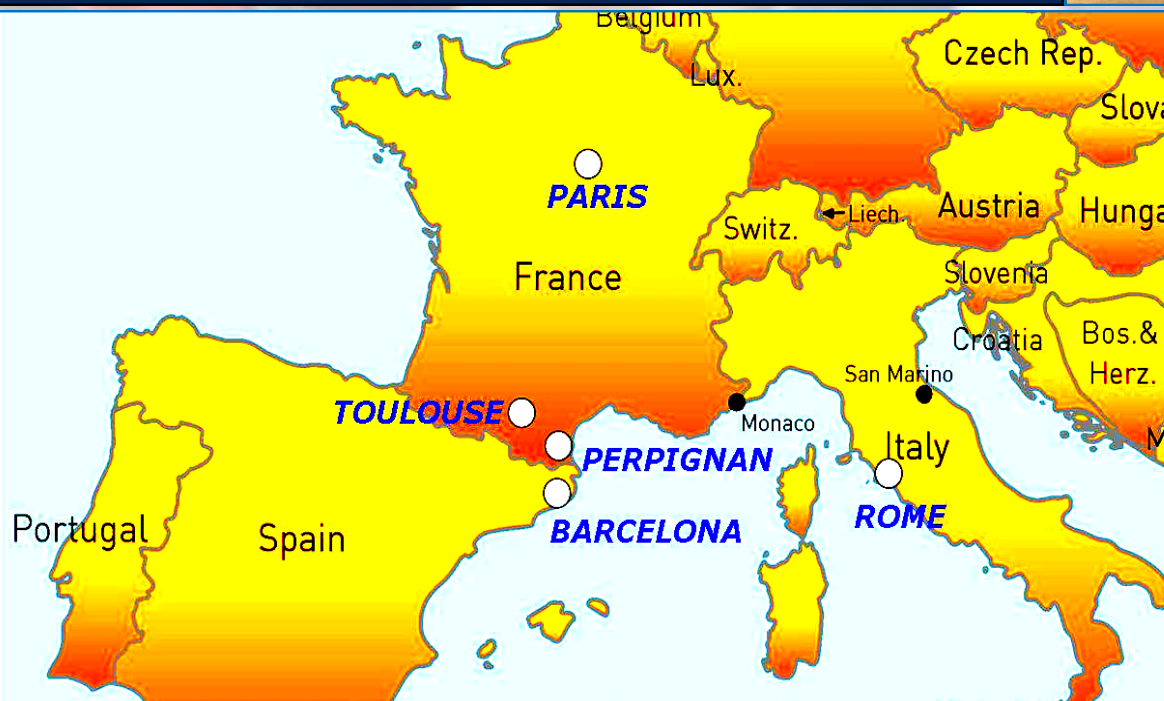 Belgium
Czech Rep.
Lux.
Slova
PARIS
Liech.
Austria
Hunga
Switz.
France
Slovenia
Croatia
Bos.&
Herz.
San Marino
TOULOUSE
Monaco
Italy
M
PERPIGNAN
ROME
Portugal
Spain
BARCELONA